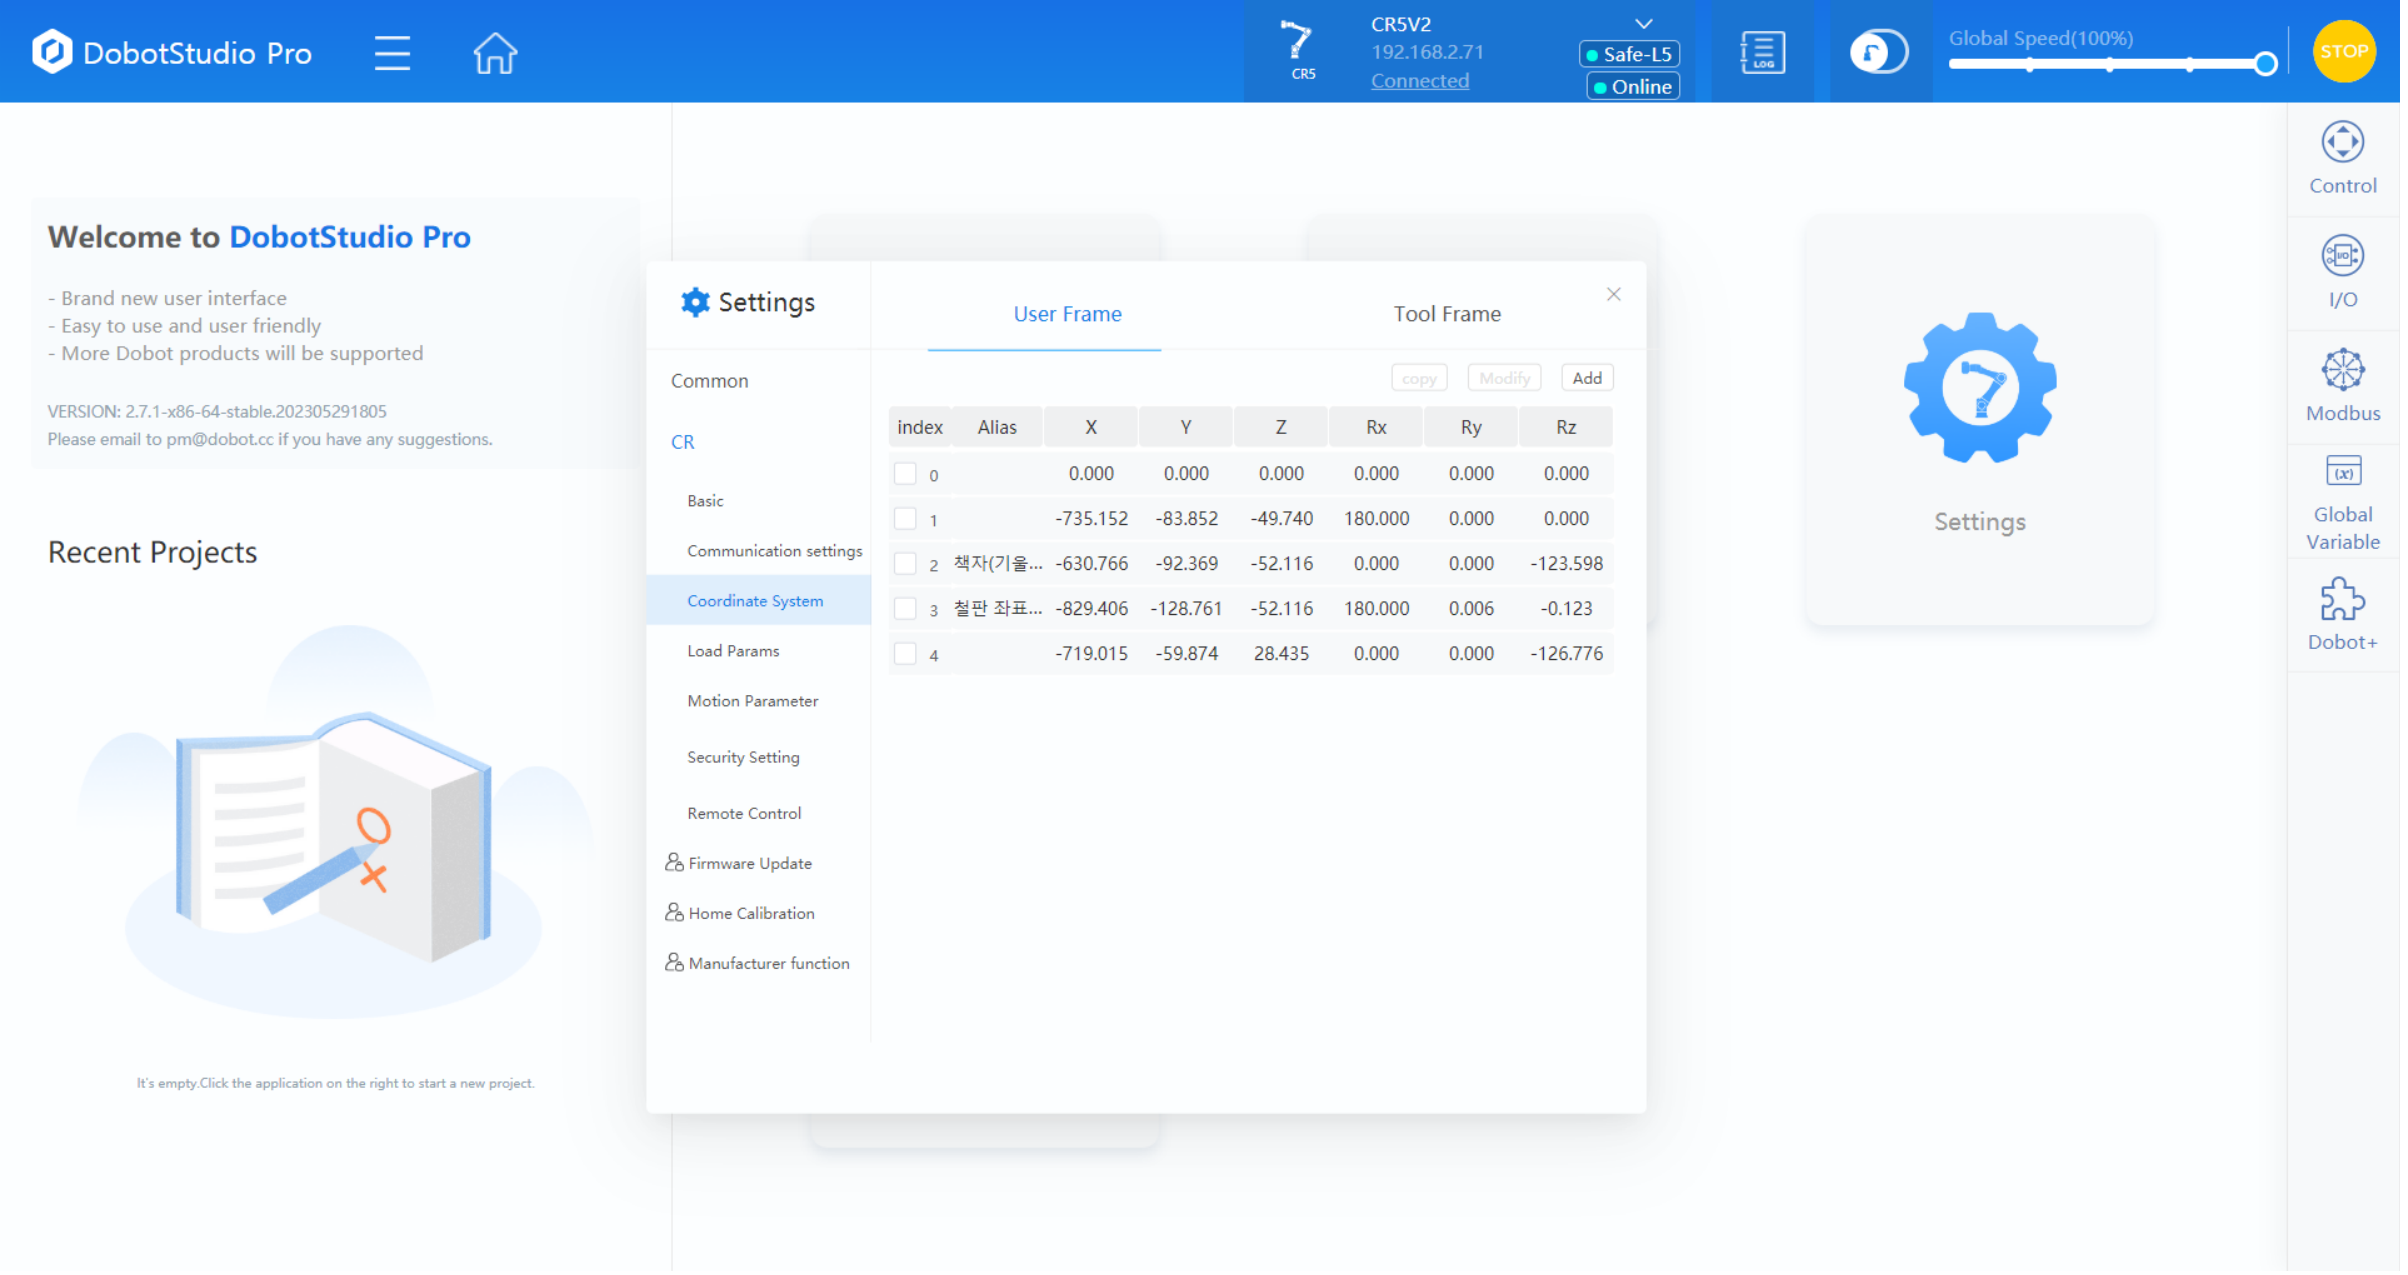 DobotStudio Pro
CR5
CR5V2
192.168.2.71
Connected
Safe-L5
Online
LOG
Global Speed(100%)
STOP
Welcome to DobotStudio Pro
- Brand new user interface
- Easy to use and user friendly
- More Dobot products will be supported
VERSION: 2.7.1-x86-64-stable.202305291805
Please email to pm@dobot.cc if you have any suggestions.
Recent Projects
It's empty.Click the application on the right to start a new project.
Settings
Common
CR
Basic
Communication settings
Coordinate System
Load Params
Motion Parameter
Security Setting
Remote Control
Firmware Update
Home Calibration
Manufacturer function
User Frame
Tool Frame
copy Modify Add
index Alias X Y Z Rx Ry Rz
0 0.000 0.000 0.000 0.000 0.000 0.000
1 -735.152 -83.852 -49.740 180.000 0.000 0.000
2 책자(기울... -630.766 -92.369 -52.116 0.000 0.000 -123.598
3 철판 좌표... -829.406 -128.761 -52.116 180.000 0.006 -0.123
4 -719.015 -59.874 28.435 0.000 0.000 -126.776
Settings
Control
I/O
I/O
Modbus
(x)
Global
Variable
Dobot+